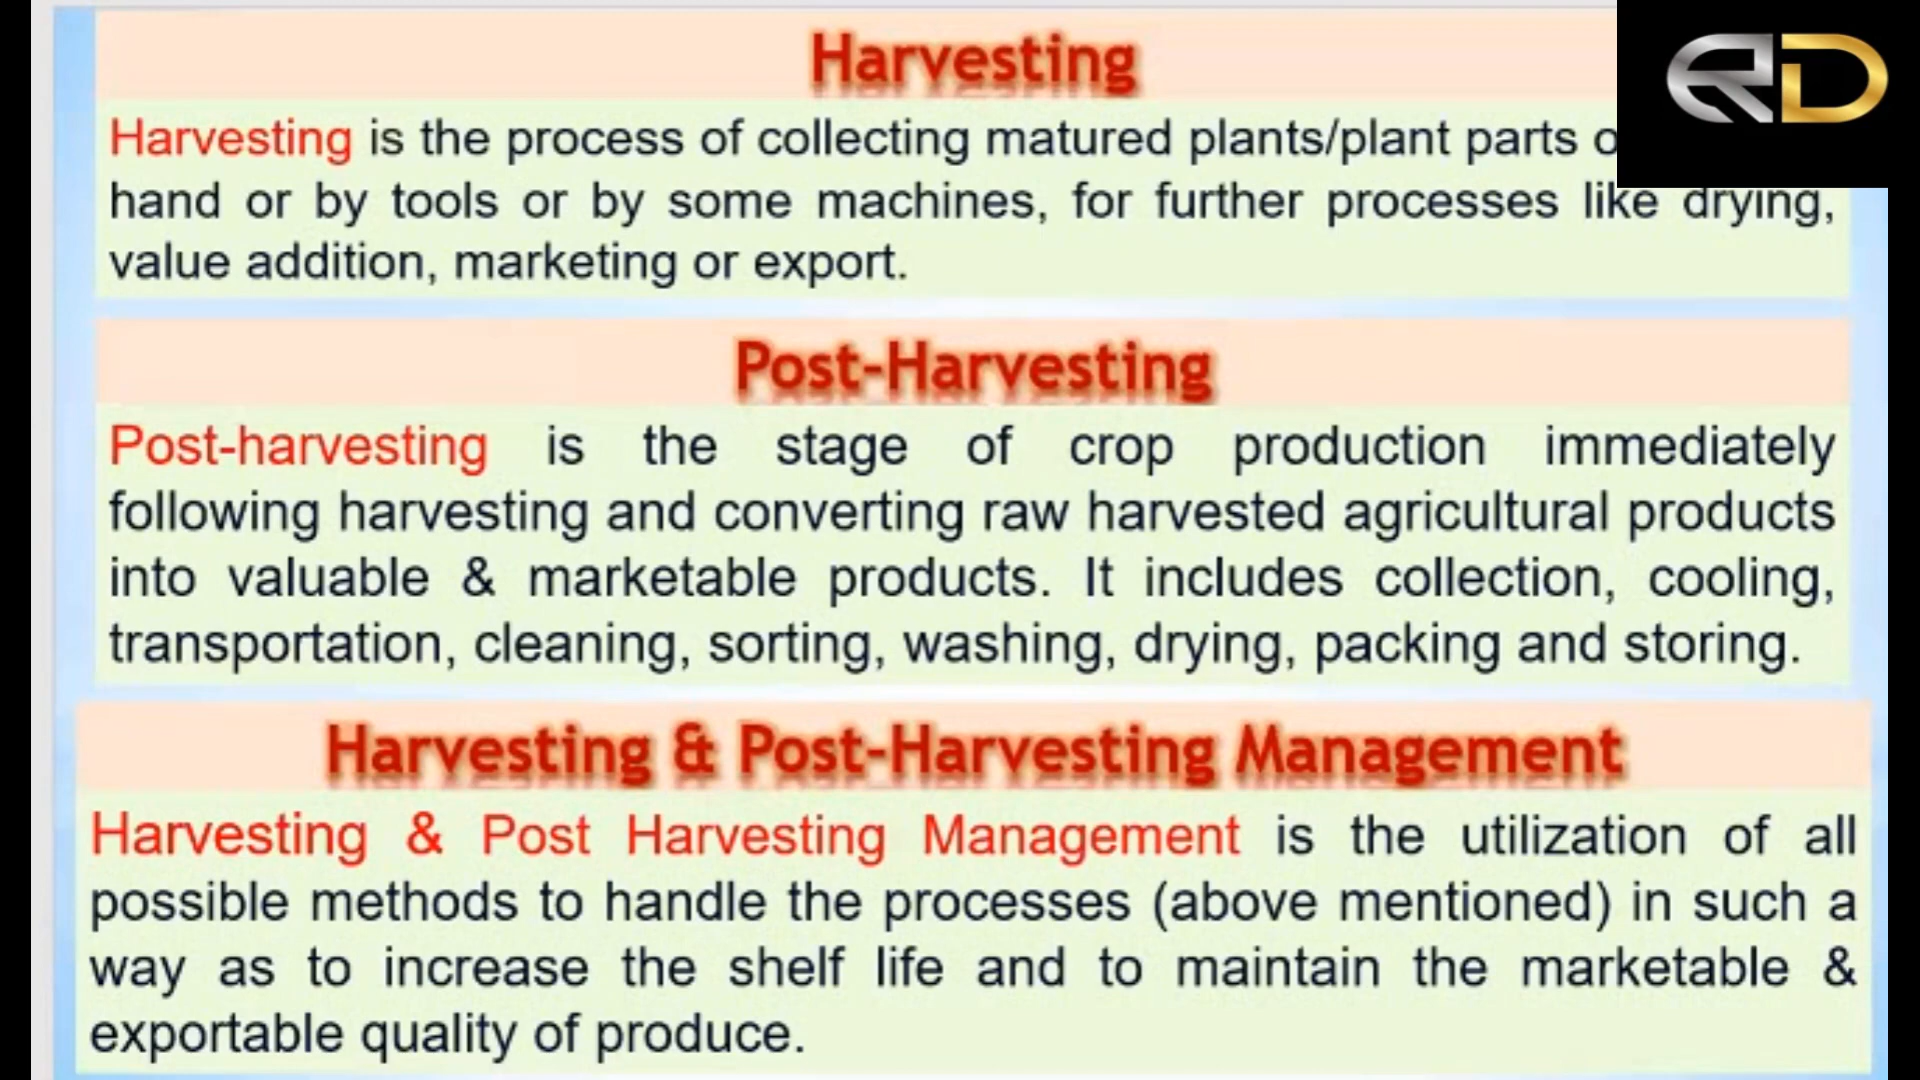 Harvesting
Harvesting is the process of collecting matured plants/plant parts
hand or by tools or by some machines, for further processes like drying,
value addition, marketing or export.
Post-Harvesting
Post-harvesting is the stage of crop production immediately
following harvesting and converting raw harvested agricultural products
into valuable & marketable products. It includes collection, cooling,
transportation, cleaning, sorting, washing, drying, packing and storing.
Harvesting & Post-Harvesting Management
Harvesting & Post Harvesting Management is the utilization of all
possible methods to handle the processes (above mentioned) in such a
way as to increase the shelf life and to maintain the marketable &
exportable quality of produce.